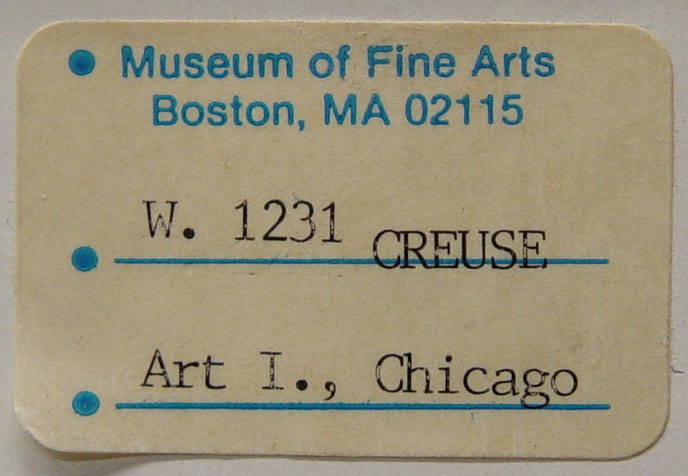 Museum of Fine Arts
Boston, MA 02115
W. 1231 CREUSE
Art I., Chicago